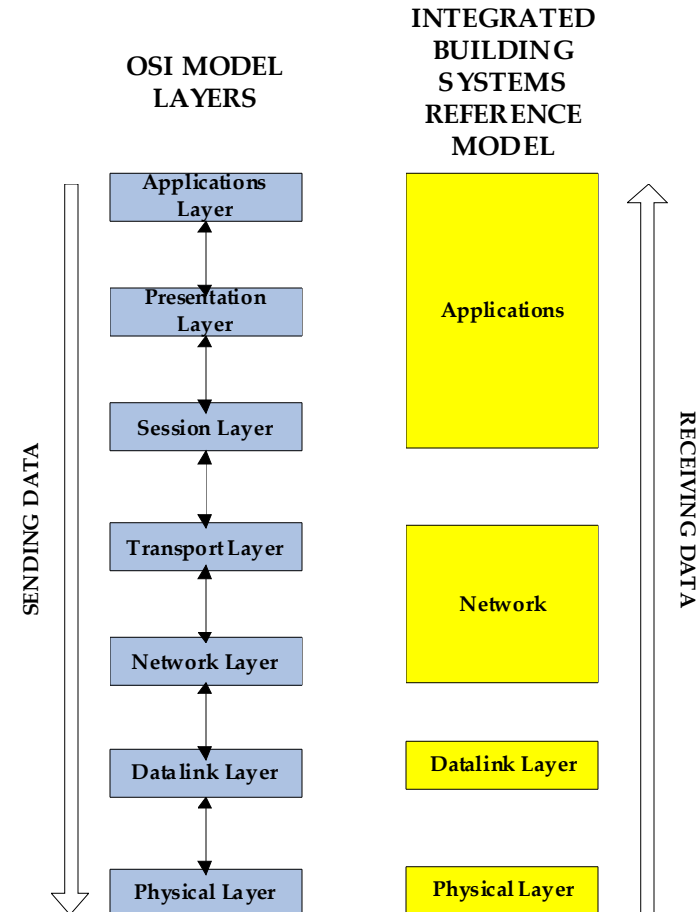 OSI MODEL
LAYERS
INTEGRATED
BUILDING
SYSTEMS
REFERENCE
MODEL
Applications
Layer
Presentation
Layer
Session Layer
Transport Layer
Network Layer
Datalink Layer
Physical Layer
Applications
Network
Datalink Layer
Physical Layer
SENDING DATA
RECEIVING DATA